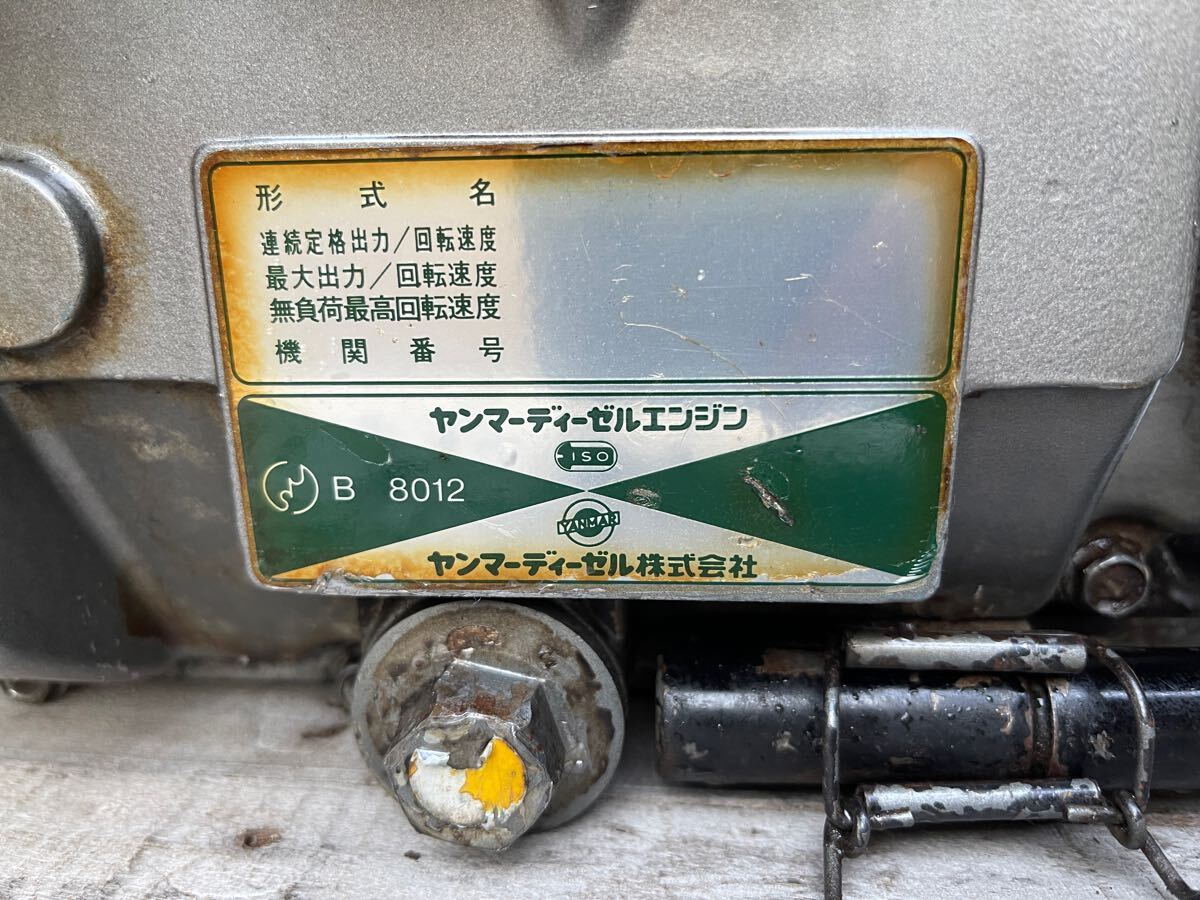 形式名
連続定格出力/回転速度
最大出力/回転速度
無負荷最高回転速度
機関番号
ヤンマーディーゼルエンジン
ISO
B 8012
YANMAR
ヤンマーディーゼル株式会社